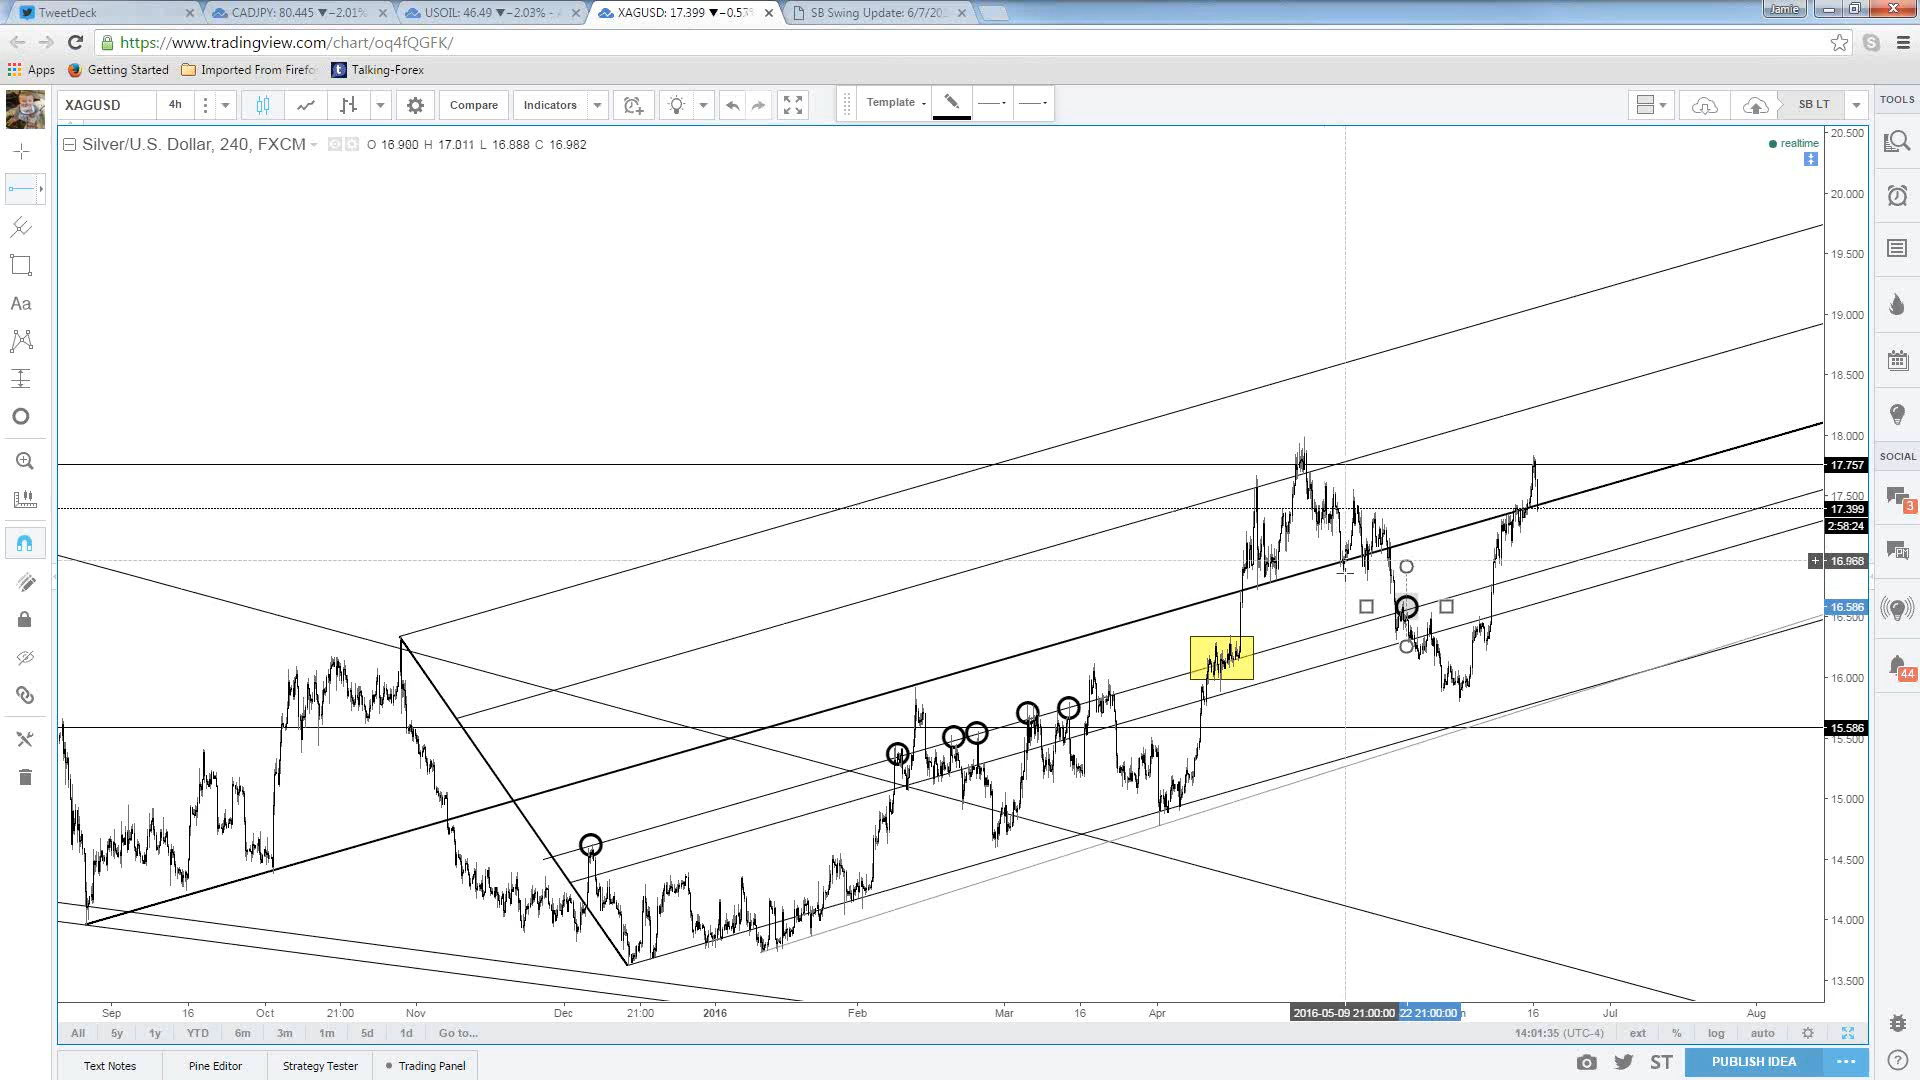 TweetDeck
CADJPY: 80.445 ▼−2.01%
USOIL: 46.49 ▼−2.03% -
XAGUSD: 17.399 ▼−0.5
SB Swing Update: 6/7/20
Jamie
https://www.tradingview.com/chart/oq4fQGFK/
Apps
Getting Started
Imported From Firefo
Talking-Forex
XAGUSD
4h
Compare
Indicators
Template
SB LT
TOOLS
Silver/U.S. Dollar, 240, FXCM
O 16.900 H 17.011 L 16.888 C 16.982
realtime
Aa
20.500
20.000
19.500
19.000
18.500
18.000
17.757
17.500
17.399
2:58:24
16.968
16.586
16.500
16.000
15.586
15.500
15.000
14.500
14.000
13.500
SOCIAL
3
44
Sep
16
Oct
21:00
Nov
Dec
21:00
2016
Feb
Mar
16
Apr
2016-05-09 21:00:00
22 21:00:00
16
Jul
Aug
All
5y
1y
YTD
6m
3m
1m
5d
1d
Go to...
14:01:35 (UTC-4)
ext
%
log
auto
Text Notes
Pine Editor
Strategy Tester
Trading Panel
ST
PUBLISH IDEA